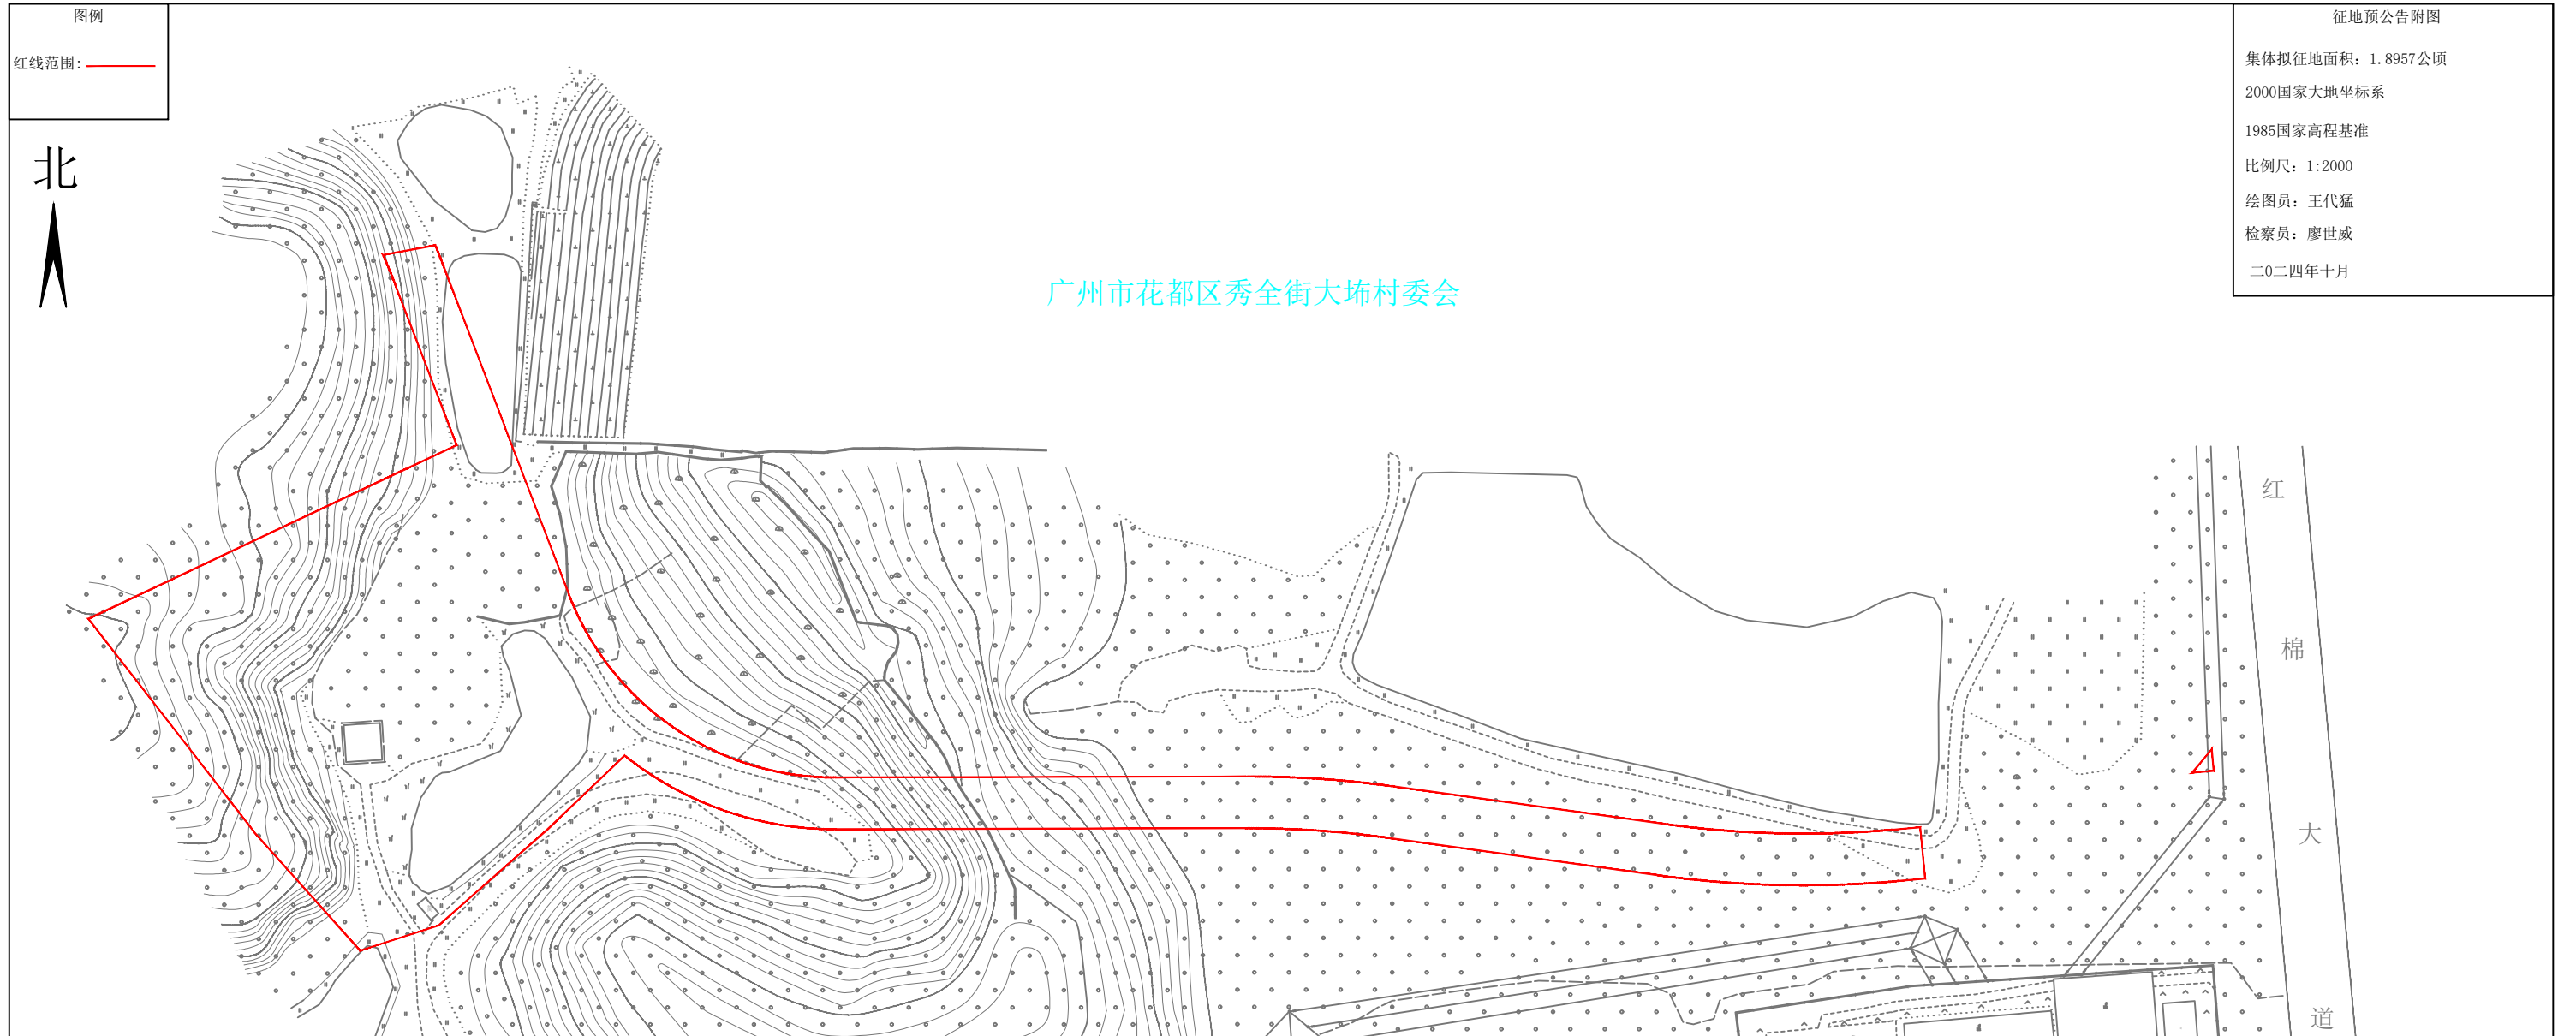 图例
红线范围:
北
征地预公告附图
集体拟征地面积: 1.8957公顷
2000国家大地坐标系
1985国家高程基准
比例尺: 1:2000
绘图员: 王代猛
检察员: 廖世威
二0二四年十月
广州市花都区秀全街大㘵村委会
红
棉
大
道